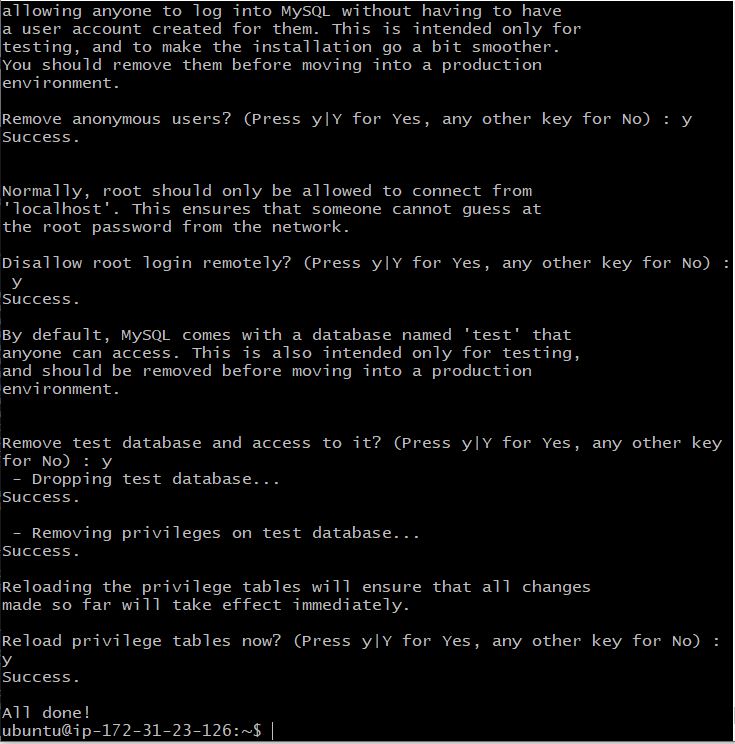 allowing anyone to log into MySQL without having to have
a user account created for them. This is intended only for
testing, and to make the installation go a bit smoother.
You should remove them before moving into a production
environment.
Remove anonymous users? (Press y|Y for Yes, any other key for No) : y
Success.
Normally, root should only be allowed to connect from
'localhost'. This ensures that someone cannot guess at
the root password from the network.
Disallow root login remotely? (Press y|Y for Yes, any other key for No) :
y
Success.
By default, MySQL comes with a database named 'test' that
anyone can access. This is also intended only for testing,
and should be removed before moving into a production
environment.
Remove test database and access to it? (Press y|Y for Yes, any other key
for No) : y
- Dropping test database...
Success.
- Removing privileges on test database...
Success.
Reloading the privilege tables will ensure that all changes
made so far will take effect immediately.
Reload privilege tables now? (Press y|Y for Yes, any other key for No) :
y
Success.
All done!
ubuntu@ip-172-31-23-126:~$